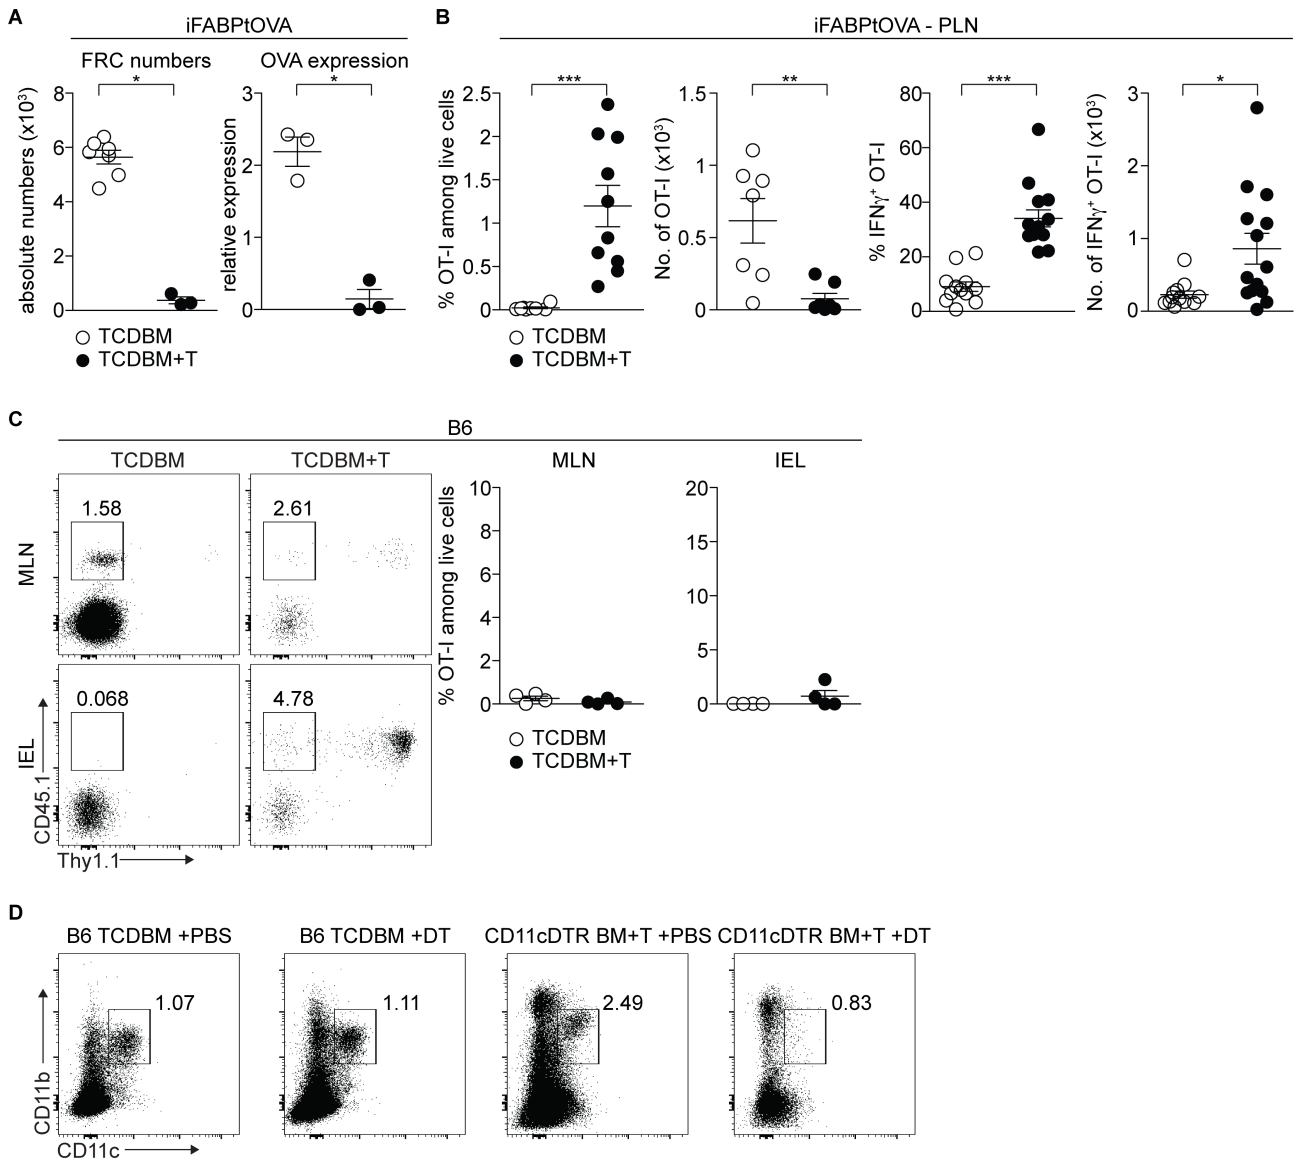 A
iFABPtOVA
FRC numbers
OVA expression
*
*
absolute numbers (x10³)
8
6
4
2
0
relative expression
3
2
1
0
TCDBM
TCDBM+T
B
iFABPtOVA - PLN
***
**
***
*
% OT-I among live cells
2.5
2
1.5
1
0.5
0
No. of OT-I (x10³)
1.5
1
0.5
0
% IFNγ⁺ OT-I
80
60
40
20
0
No. of IFNγ⁺ OT-I (x10³)
3
2
1
0
TCDBM
TCDBM+T
C
B6
TCDBM
TCDBM+T
MLN
IEL
MLN
1.58
2.61
IEL
0.068
4.78
CD45.1
Thy1.1
% OT-I among live cells
10
8
6
4
2
0
20
15
10
5
0
TCDBM
TCDBM+T
D
B6 TCDBM +PBS
B6 TCDBM +DT
CD11cDTR BM+T +PBS
CD11cDTR BM+T +DT
1.07
1.11
2.49
0.83
CD11b
CD11c